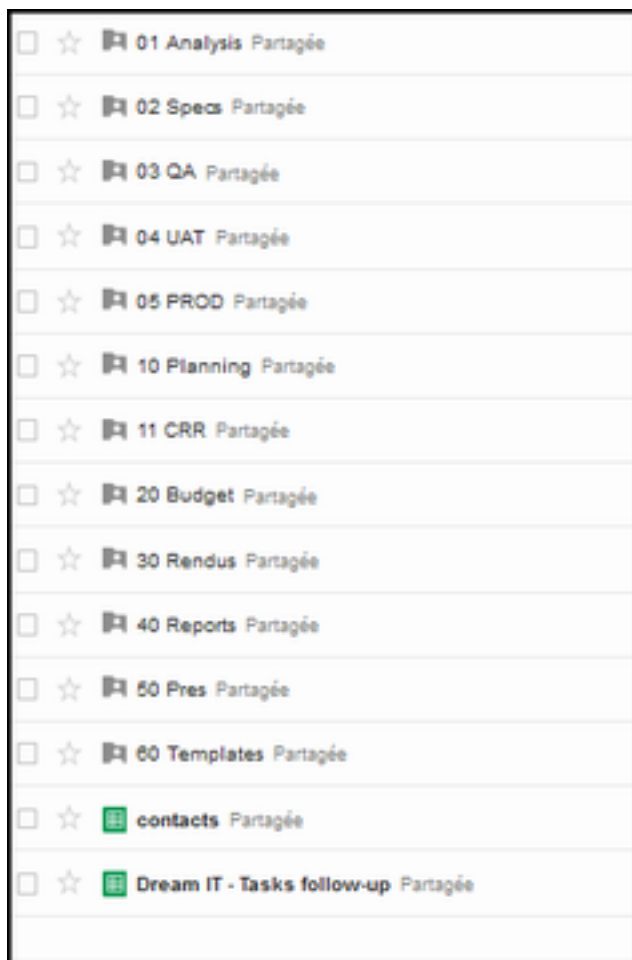 01 Analysis Partagée
02 Specs Partagée
03 QA Partagée
04 UAT Partagée
05 PROD Partagée
10 Planning Partagée
11 CRR Partagée
20 Budget Partagée
30 Rendus Partagée
40 Reports Partagée
50 Pres Partagée
60 Templates Partagée
contacts Partagée
Dream IT - Tasks follow-up Partagée